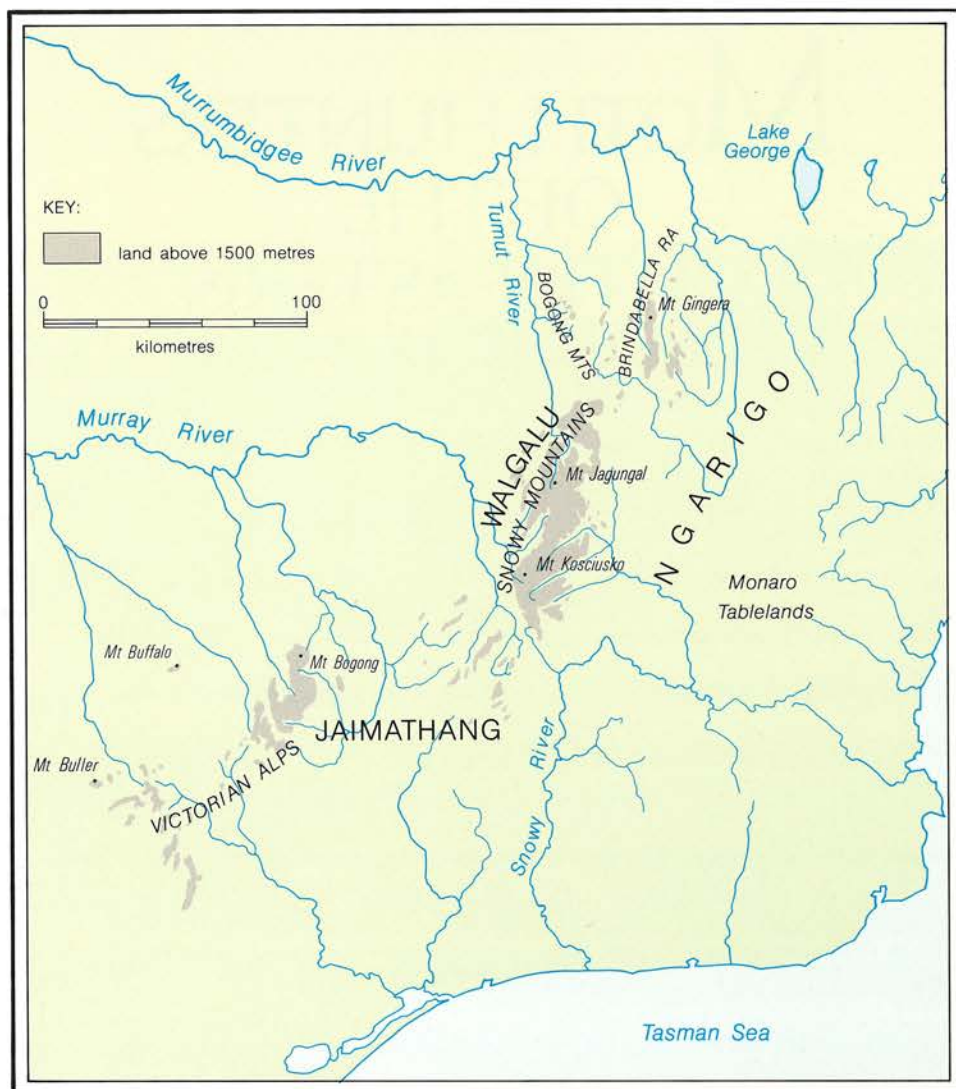 Murrumbidgee River
Lake
George
KEY:
land above 1500 metres
0 100
kilometres
Tumut River
BOGONG MTS
BRINDABELLA RA
Mt Gingera
Murray River
WALGALU
SNOWY MOUNTAINS
Mt Jagungal
NGARIGO
Mt Kosciusko
Monaro
Tablelands
Mt Buffalo
Mt Bogong
JAIMATHANG
Mt Buller
VICTORIAN ALPS
Snowy River
Tasman Sea